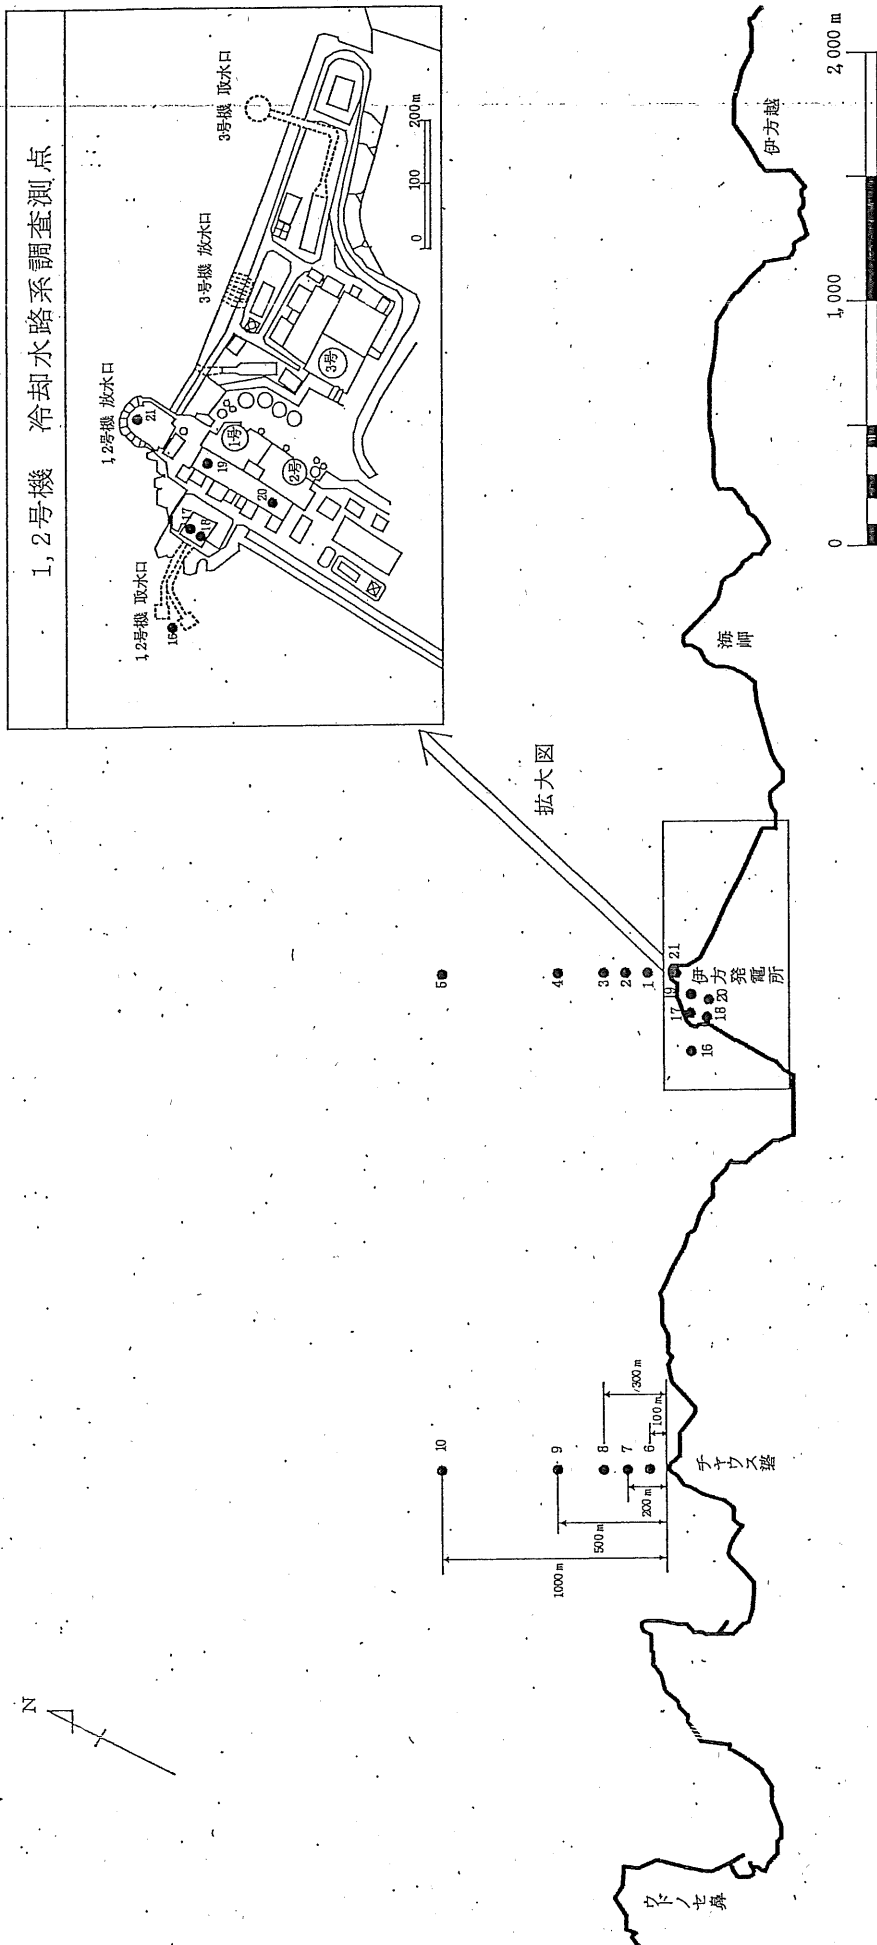 1,2号機 冷却水路系調査測点
3号機 取水口
3号機 放水口
1,2号機 放水口
1,2号機 取水口
21
1号
19
2号
20
17
18
16
3号
0
100
200m
拡大図
N
5
4
3
2
1
21
19
17
20
18
16
伊方発電所
10
9
8
7
6
1000m
500m
200m
300m
100m
ウドノセ鼻
チャウス
海岬
伊方越
0
1,000
2,000m